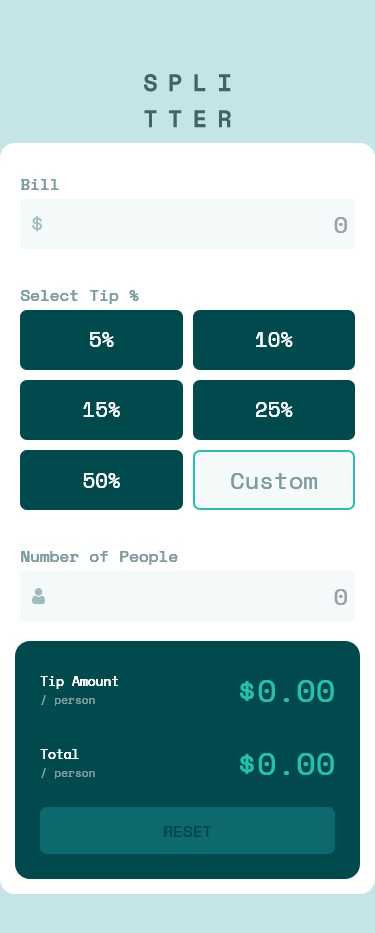 SPLI
TTER
Bill
$ 0
Select Tip %
5% 10%
15% 25%
50% Custom
Number of People
0
Tip Amount
/ person
$0.00
Total
/ person
$0.00
RESET